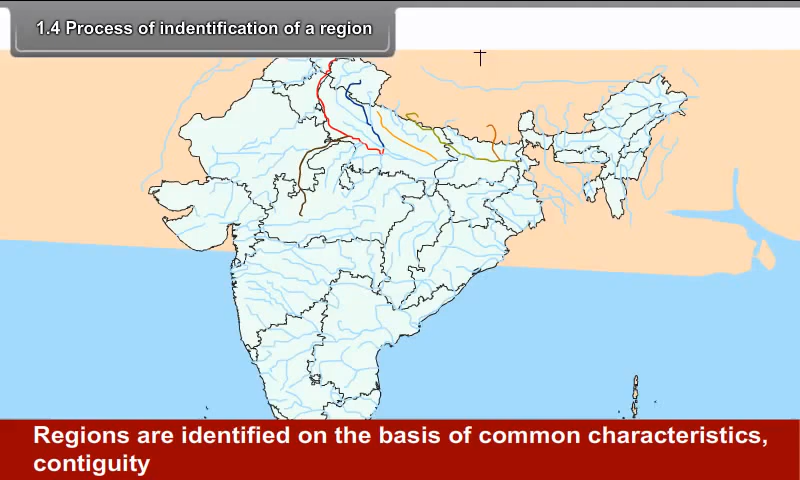 1.4 Process of indentification of a region
Regions are identified on the basis of common characteristics,
contiguity